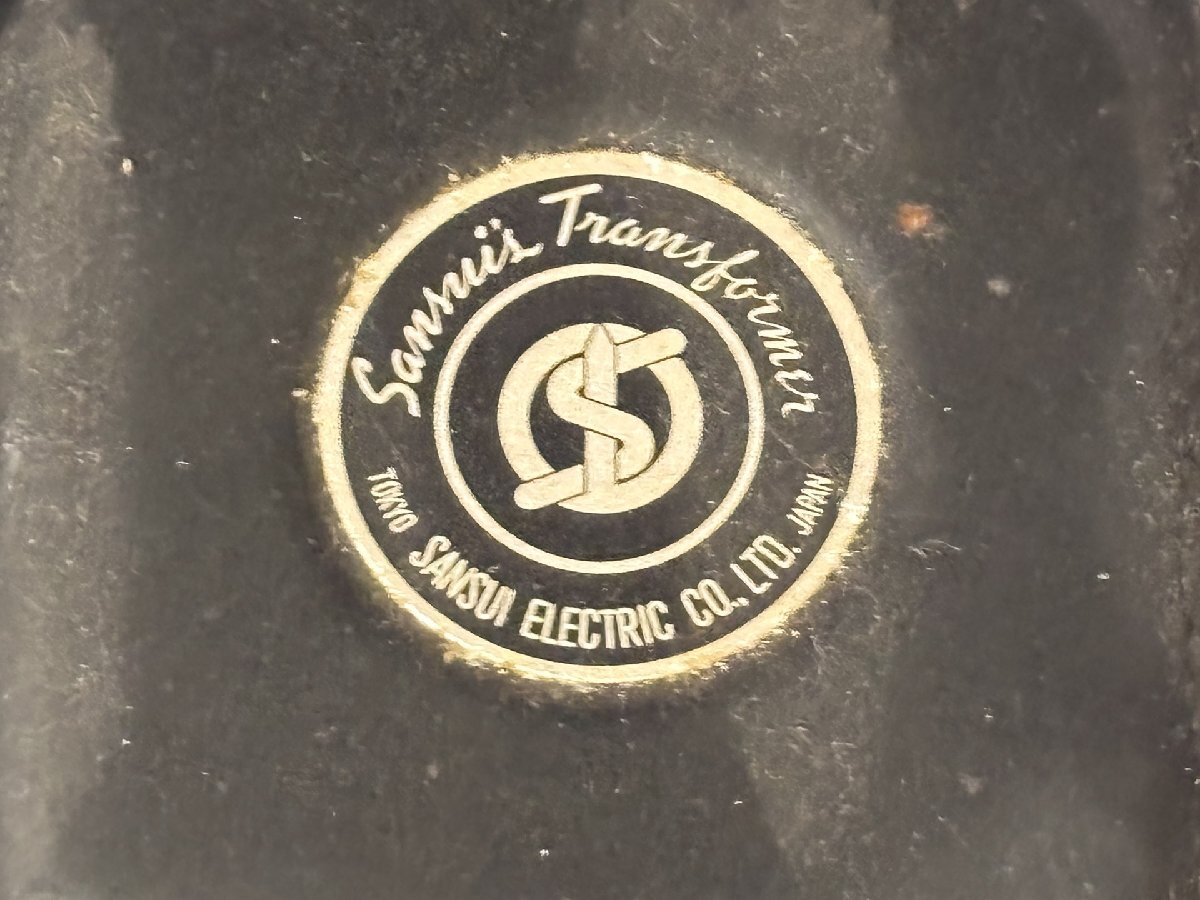 Sansui's Transformer
TOKYO SANSUI ELECTRIC CO., LTD. JAPAN